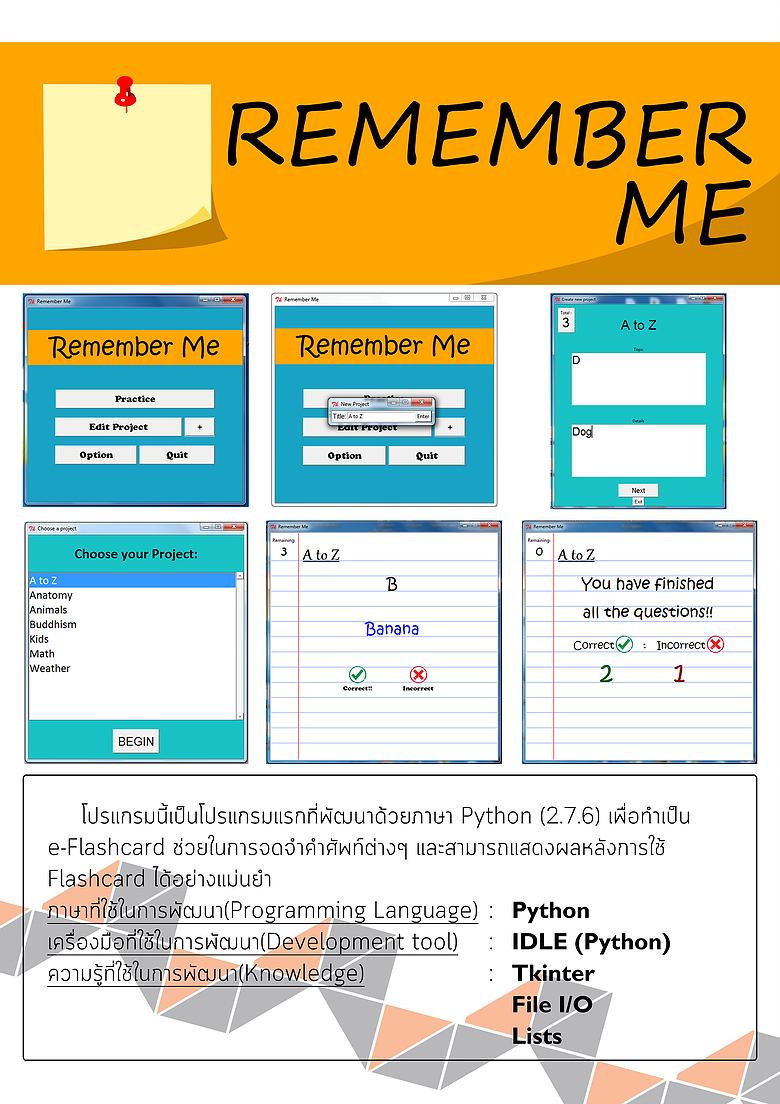 REMEMBER
ME
Remember Me
Remember Me
Practice
Edit Project
+
Option
Quit
Remember Me
Remember Me
New Project
Title: A to Z
Enter
Edit Project
+
Option
Quit
Create new project
Total:
3
A to Z
Topic
D
Details
Dog
Next
Exit
Choose a project
Choose your Project:
A to Z
Anatomy
Animals
Buddhism
Kids
Math
Weather
BEGIN
Remember Me
Remaining:
3
A to Z
B
Banana
Correct!!
Incorrect
Remember Me
Remaining:
0
A to Z
You have finished
all the questions!!
Correct : Incorrect
2
1
โปรแกรมนี้เป็นโปรแกรมแรกที่พัฒนาด้วยภาษา Python (2.7.6) เพื่อทำเป็น
e-Flashcard ช่วยในการจดจำคำศัพท์ต่างๆ และสามารถแสดงผลหลังการใช้
Flashcard ได้อย่างแม่นยำ
ภาษาที่ใช้ในการพัฒนา(Programming Language) : Python
เครื่องมือที่ใช้ในการพัฒนา(Development tool) : IDLE (Python)
ความรู้ที่ใช้ในการพัฒนา(Knowledge) : Tkinter
File I/O
Lists